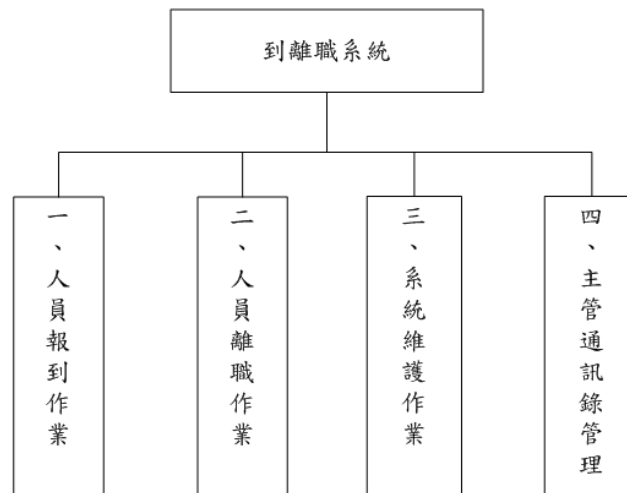 到離職系統
一、人員報到作業
二、人員離職作業
三、系統維護作業
四、主管通訊錄管理